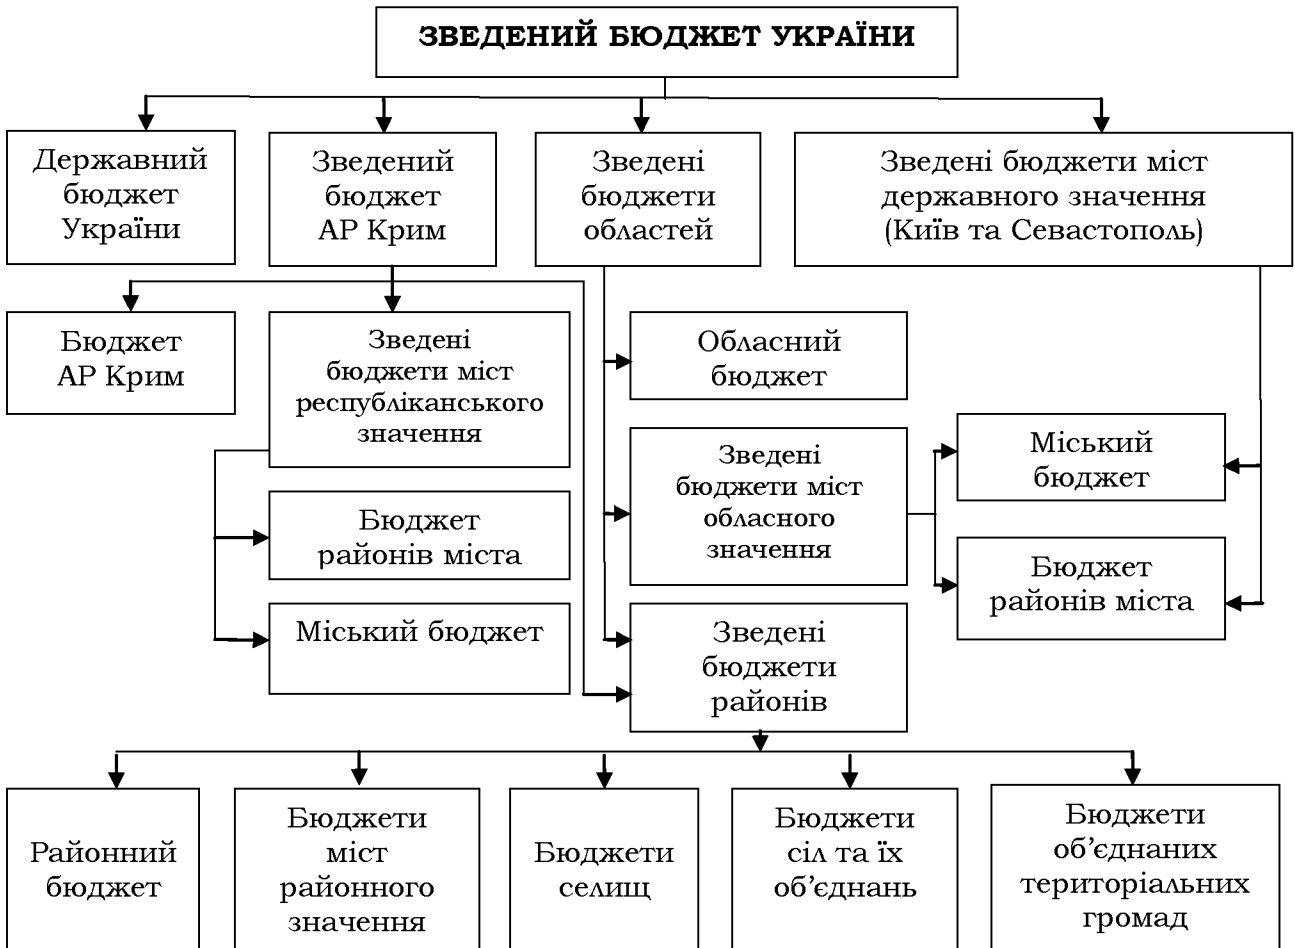 ЗВЕДЕНИЙ БЮДЖЕТ УКРАЇНИ
Державний
бюджет
України
Зведений
бюджет
АР Крим
Зведені
бюджети
областей
Зведені бюджети міст
державного значення
(Київ та Севастополь)
Бюджет
АР Крим
Зведені
бюджети міст
республіканського
значення
Обласний
бюджет
Зведені
бюджети міст
обласного
значення
Міський
бюджет
Бюджет
районів міста
Бюджет
районів міста
Міський бюджет
Зведені
бюджети
районів
Районний
бюджет
Бюджети
міст
районного
значення
Бюджети
селищ
Бюджети
сіл та їх
об’єднань
Бюджети
об’єднаних
територіальних
громад